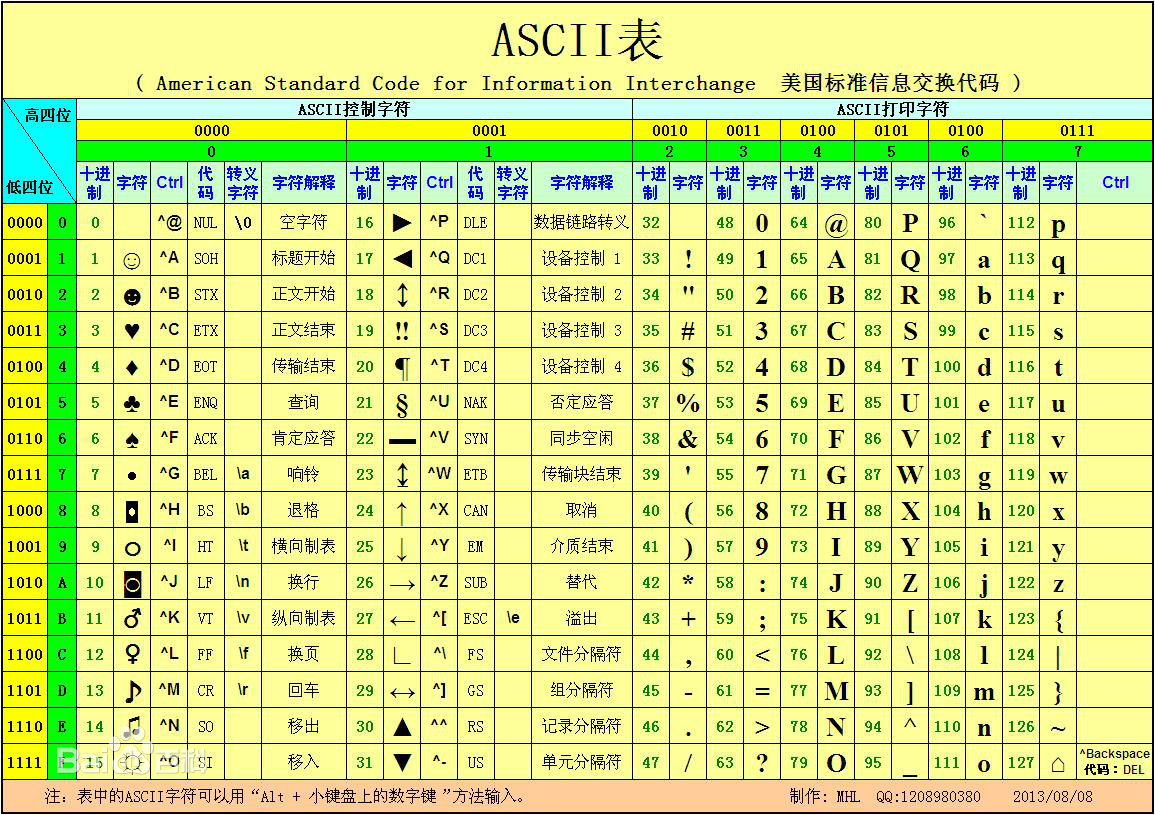 ASCII表
( American Standard Code for Information Interchange 美国标准信息交换代码 )
高四位 ASCII控制字符 ASCII打印字符
0000 0001 0010 0011 0100 0101 0100 0111
0 1 2 3 4 5 6 7
低四位 十进制 字符 Ctrl 代码 转义字符 字符解释 十进制 字符 Ctrl 代码 转义字符 字符解释 十进制 字符 十进制 字符 十进制 字符 十进制 字符 十进制 字符 十进制 字符 Ctrl
0000 0 0 ^@ NUL \0 空字符 16 ► ^P DLE 数据链路转义 32 48 0 64 @ 80 P 96 ` 112 p
0001 1 1 ☺ ^A SOH 标题开始 17 ◄ ^Q DC1 设备控制 1 33 ! 49 1 65 A 81 Q 97 a 113 q
0010 2 2 ☻ ^B STX 正文开始 18 ↕ ^R DC2 设备控制 2 34 " 50 2 66 B 82 R 98 b 114 r
0011 3 3 ♥ ^C ETX 正文结束 19 ‼ ^S DC3 设备控制 3 35 # 51 3 67 C 83 S 99 c 115 s
0100 4 4 ♦ ^D EOT 传输结束 20 ¶ ^T DC4 设备控制 4 36 $ 52 4 68 D 84 T 100 d 116 t
0101 5 5 ♣ ^E ENQ 查询 21 § ^U NAK 否定应答 37 % 53 5 69 E 85 U 101 e 117 u
0110 6 6 ♠ ^F ACK 肯定应答 22 ▬ ^V SYN 同步空闲 38 & 54 6 70 F 86 V 102 f 118 v
0111 7 7 • ^G BEL \a 响铃 23 ↨ ^W ETB 传输块结束 39 ' 55 7 71 G 87 W 103 g 119 w
1000 8 8 ◘ ^H BS \b 退格 24 ↑ ^X CAN 取消 40 ( 56 8 72 H 88 X 104 h 120 x
1001 9 9 ○ ^I HT \t 横向制表 25 ↓ ^Y EM 介质结束 41 ) 57 9 73 I 89 Y 105 i 121 y
1010 A 10 ◙ ^J LF \n 换行 26 → ^Z SUB 替代 42 * 58 : 74 J 90 Z 106 j 122 z
1011 B 11 ♂ ^K VT \v 纵向制表 27 ← ^[ ESC \e 溢出 43 + 59 ; 75 K 91 [ 107 k 123 {
1100 C 12 ♀ ^L FF \f 换页 28 ∟ ^\ FS 文件分隔符 44 , 60 < 76 L 92 \ 108 l 124 |
1101 D 13 ♪ ^M CR \r 回车 29 ↔ ^] GS 组分隔符 45 - 61 = 77 M 93 ] 109 m 125 }
1110 E 14 ♫ ^N SO 移出 30 ▲ ^^ RS 记录分隔符 46 . 62 > 78 N 94 ^ 110 n 126 ~
1111 F 15 ☼ ^O SI 移入 31 ▼ ^- US 单元分隔符 47 / 63 ? 79 O 95 _ 111 o 127 ⌂ ^Backspace 代码：DEL
Baidu百科
注：表中的ASCII字符可以用“Alt + 小键盘上的数字键”方法输入。 制作：MHL QQ:1208980380 2013/08/08